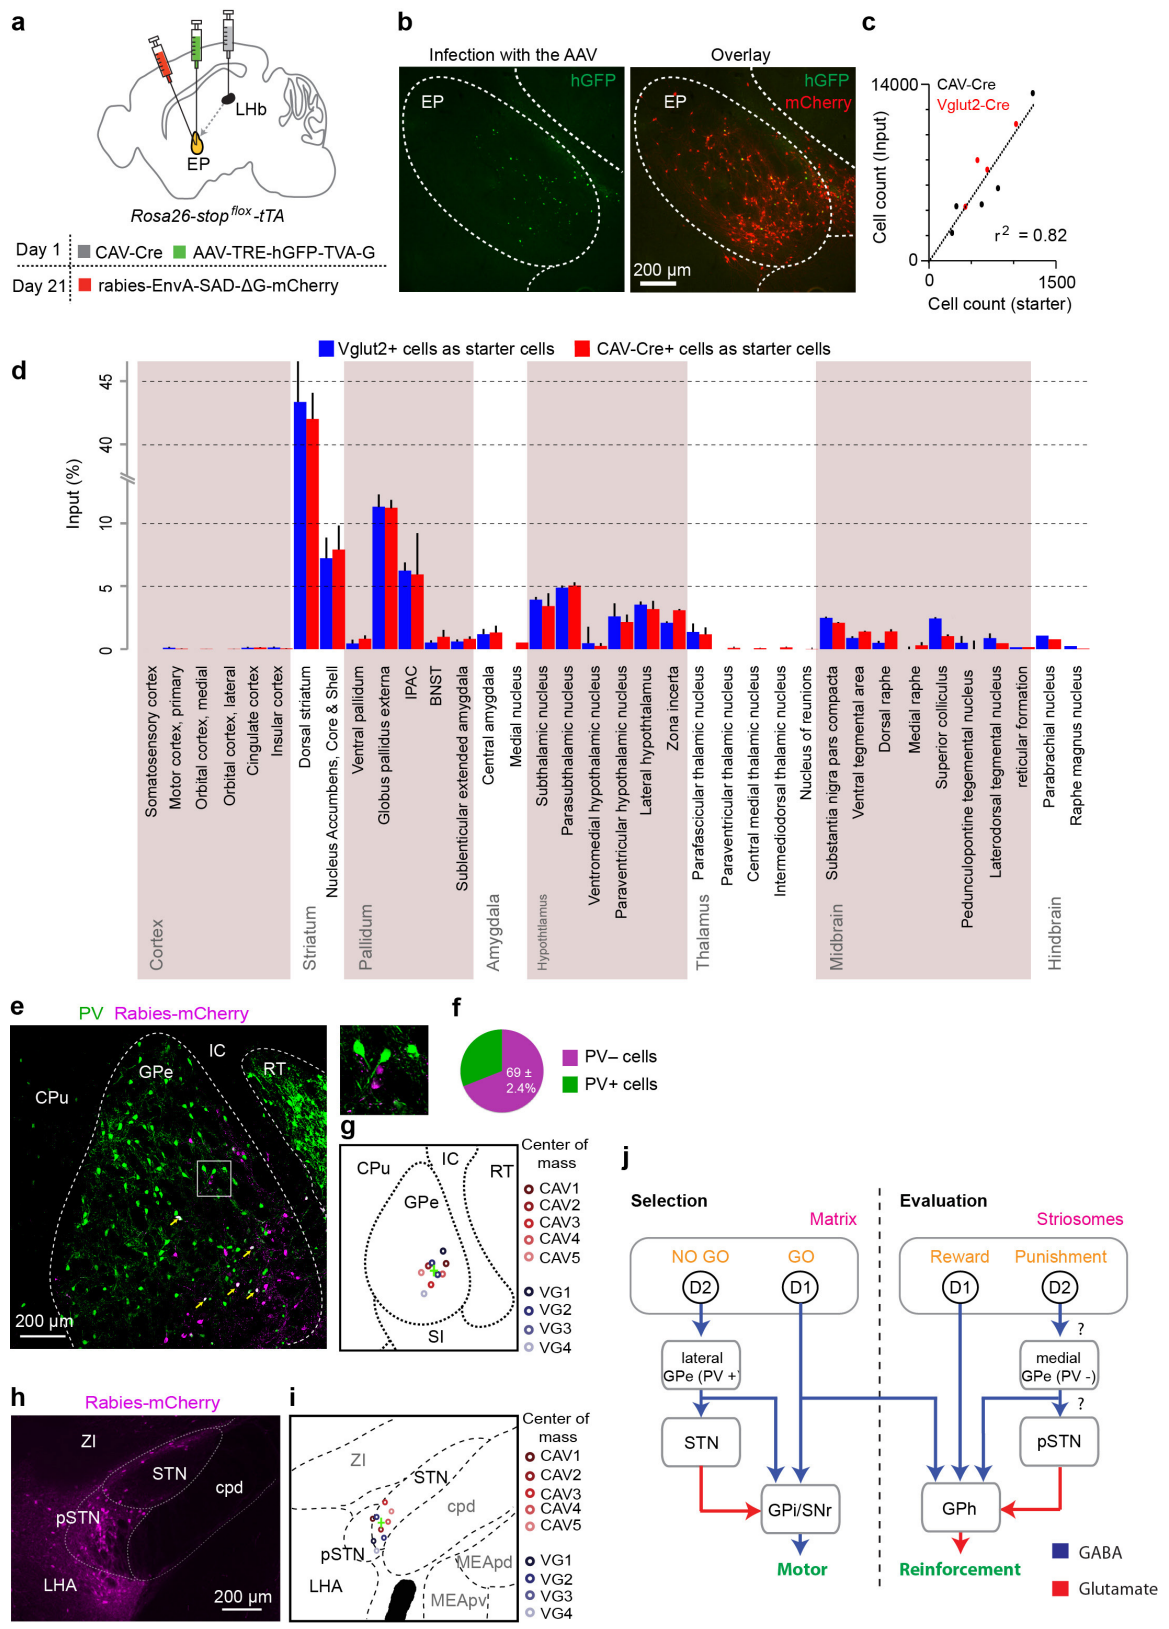 a
LHb
EP
Rosa26-stop flox -tTA
Day 1 CAV-Cre AAV-TRE-hGFP-TVA-G
Day 21 rabies-EnvA-SAD-ΔG-mCherry
b
Infection with the AAV
Overlay
hGFP
EP
hGFP
mCherry
EP
200 µm
c
14000
CAV-Cre
Vglut2-Cre
Cell count (Input)
r² = 0.82
0
0
1500
Cell count (starter)
d
Vglut2+ cells as starter cells
CAV-Cre+ cells as starter cells
Input (%)
45
40
10
5
0
Somatosensory cortex
Motor cortex, primary
Orbital cortex, medial
Orbital cortex, lateral
Cingulate cortex
Insular cortex
Dorsal striatum
Nucleus Accumbens, Core & Shell
Ventral pallidum
Globus pallidus externa
IPAC
BNST
Sublenticular extended amygdala
Central amygdala
Medial nucleus
Subthalamic nucleus
Parasubthalamic nucleus
Ventromedial hypothalamic nucleus
Paraventricular hypothalamic nucleus
Lateral hypothalamus
Zona incerta
Parafascicular thalamic nucleus
Paraventricular thalamic nucleus
Central medial thalamic nucleus
Intermediodorsal thalamic nucleus
Nucleus of reunions
Substantia nigra pars compacta
Ventral tegmental area
Dorsal raphe
Medial raphe
Superior colliculus
Pedunculopontine tegemental nucleus
Laterodorsal tegmental nucleus
reticular formation
Parabrachial nucleus
Raphe magnus nucleus
Cortex
Striatum
Pallidum
Amygdala
Hypothtlamus
Thalamus
Midbrain
Hindbrain
e
PV Rabies-mCherry
IC
GPe
RT
CPu
200 µm
f
69 ±
2.4%
PV– cells
PV+ cells
g
Center of
mass
CPu
IC
RT
GPe
SI
CAV1
CAV2
CAV3
CAV4
CAV5
VG1
VG2
VG3
VG4
h
Rabies-mCherry
ZI
STN
cpd
pSTN
LHA
200 µm
i
Center of
mass
ZI
STN
cpd
pSTN
LHA
MEApd
MEApv
CAV1
CAV2
CAV3
CAV4
CAV5
VG1
VG2
VG3
VG4
j
Selection
Evaluation
Matrix
Striosomes
NO GO
GO
Reward
Punishment
D2
D1
D1
D2
?
lateral
GPe (PV +)
medial
GPe (PV -)
?
STN
pSTN
GPi/SNr
GPh
Motor
Reinforcement
GABA
Glutamate